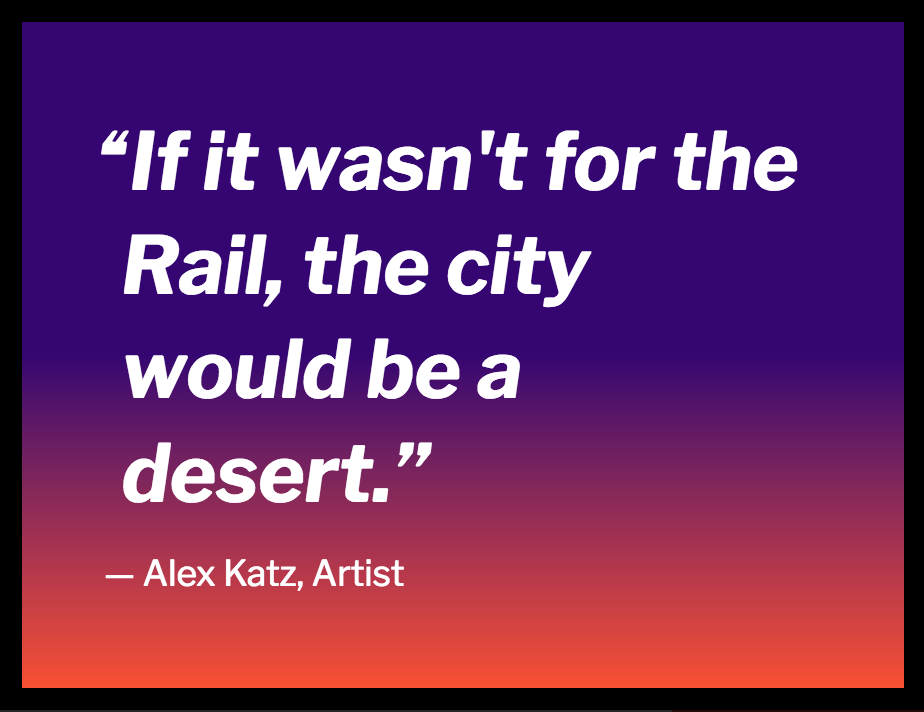 “If it wasn't for the
Rail, the city
would be a
desert.”
— Alex Katz, Artist